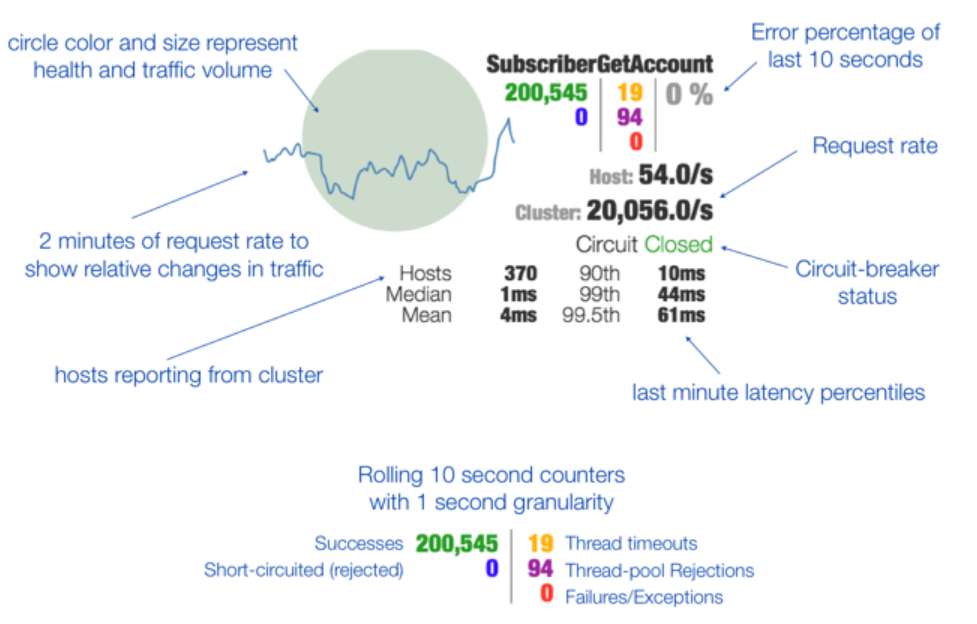 circle color and size represent
health and traffic volume
Error percentage of
last 10 seconds
SubscriberGetAccount
200,545 19 0 %
0 94
0
Request rate
Host: 54.0/s
Cluster: 20,056.0/s
2 minutes of request rate to
show relative changes in traffic
Circuit Closed
Circuit-breaker
status
Hosts 370 90th 10ms
Median 1ms 99th 44ms
Mean 4ms 99.5th 61ms
hosts reporting from cluster
last minute latency percentiles
Rolling 10 second counters
with 1 second granularity
Successes 200,545 19 Thread timeouts
Short-circuited (rejected) 0 94 Thread-pool Rejections
0 Failures/Exceptions